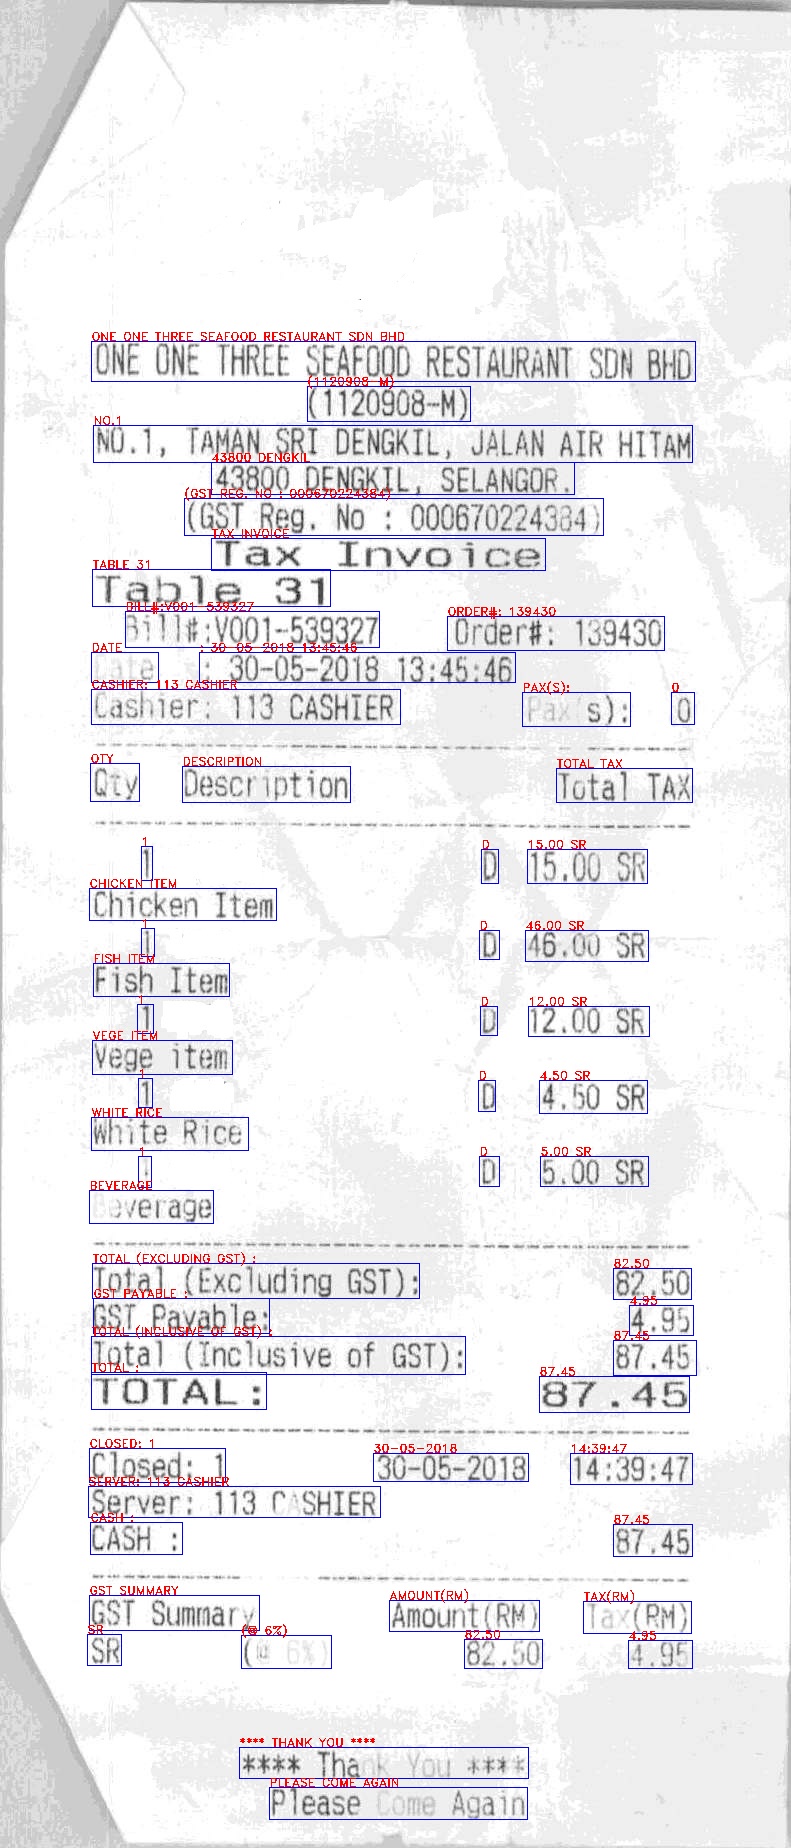 ONE ONE THREE SEAFOOD RESTAURANT SDN BHD
ONE ONE THREE SEAFOOD RESTAURANT SDN BHD
(1120908-M)
(1120908-M)
NO.1
NO.1, TAMAN SRI DENGKIL, JALAN AIR HITAM
43800 DENGKIL
43800 DENGKIL, SELANGOR.
(GST REG. NO : 000670224384)
(GST Reg. No : 000670224384)
TAX INVOICE
Tax Invoice
TABLE 31
Table 31
BILL#:V001-539327 ORDER#: 139430
Bill#:V001-539327 Order#: 139430
DATE : 30-05-2018 13:45:46
Date : 30-05-2018 13:45:46
CASHIER: 113 CASHIER PAX(S): 0
Cashier: 113 CASHIER Pax(s): 0
QTY DESCRIPTION TOTAL TAX
Qty Description Total TAX
1 D 15.00 SR
1 D 15.00 SR
CHICKEN ITEM
Chicken Item
1 D 46.00 SR
1 D 46.00 SR
FISH ITEM
Fish Item
1 D 12.00 SR
1 D 12.00 SR
VEGE ITEM
Vege item
1 D 4.50 SR
1 D 4.50 SR
WHITE RICE
White Rice
1 D 5.00 SR
1 D 5.00 SR
BEVERAGE
Beverage
TOTAL (EXCLUDING GST) : 82.50
Total (Excluding GST): 82.50
GST PAYABLE : 4.95
GST Payable: 4.95
TOTAL (INCLUSIVE OF GST) : 87.45
Total (Inclusive of GST): 87.45
TOTAL : 87.45
TOTAL: 87.45
CLOSED: 1 30-05-2018 14:39:47
Closed: 1 30-05-2018 14:39:47
SERVER: 113 CASHIER
Server: 113 CASHIER
CASH : 87.45
CASH : 87.45
GST SUMMARY AMOUNT(RM) TAX(RM)
GST Summary Amount(RM) Tax(RM)
SR (@ 6%) 82.50 4.95
SR (@ 6%) 82.50 4.95
**** THANK YOU ****
**** Thank You ****
PLEASE COME AGAIN
Please Come Again